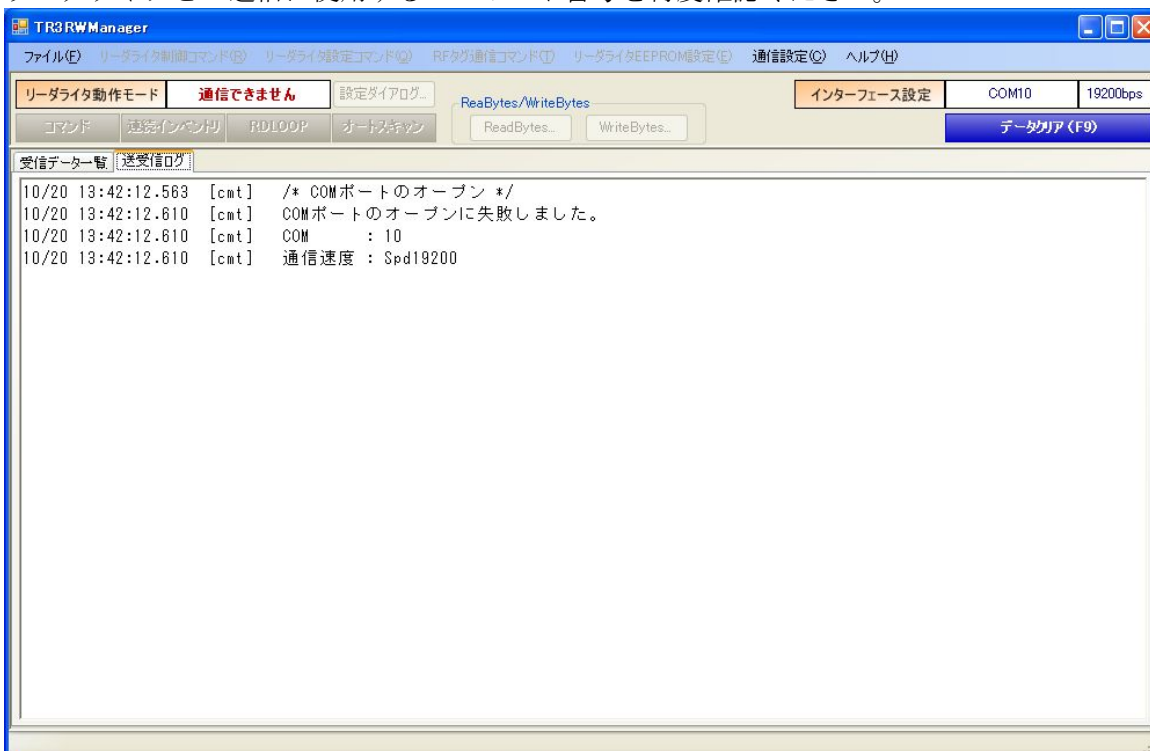 TR3RWManager
ファイル(F) リーダライタ制御コマンド(R) リーダライタ設定コマンド(Q) RFタグ通信コマンド(T) リーダライタEEPROM設定(E) 通信設定(C) ヘルプ(H)
リーダライタ動作モード 通信できません 設定ダイアログ... ReaBytes/WriteBytes インターフェース設定 COM10 19200bps
コマンド 連続インベントリ RDLOOP オートスキャン ReadBytes... WriteBytes... データクリア (F9)
受信データ一覧 送受信ログ
10/20 13:42:12.563 [cmt] /* COMポートのオープン */
10/20 13:42:12.610 [cmt] COMポートのオープンに失敗しました。
10/20 13:42:12.610 [cmt] COM : 10
10/20 13:42:12.610 [cmt] 通信速度 : Spd19200